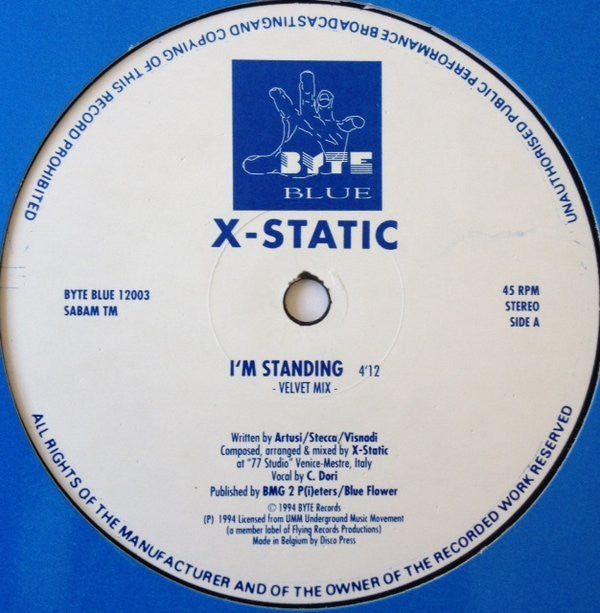 UNAUTHORISED PUBLIC PERFORMANCE BROADCASTINGAND COPYING OF THIS RECORD PROHIBITED
BYTE
BLUE
X-STATIC
BYTE BLUE 12003
SABAM TM
45 RPM
STEREO
SIDE A
I'M STANDING 4'12
- VELVET MIX -
Written by Artusi/Stecca/Visnadi
Composed, arranged & mixed by X-Static
at "77 Studio" Venice-Mestre, Italy
Vocal by C. Dori
Published by BMG 2 P(i)eters/Blue Flower
© 1994 BYTE Records
(P) 1994 Licensed from UMM Underground Music Movement
(a member label of Flying Records Productions)
Made in Belgium by Disco Press
ALL RIGHTS OF THE MANUFACTURER AND OF THE OWNER OF THE RECORDED WORK RESERVED